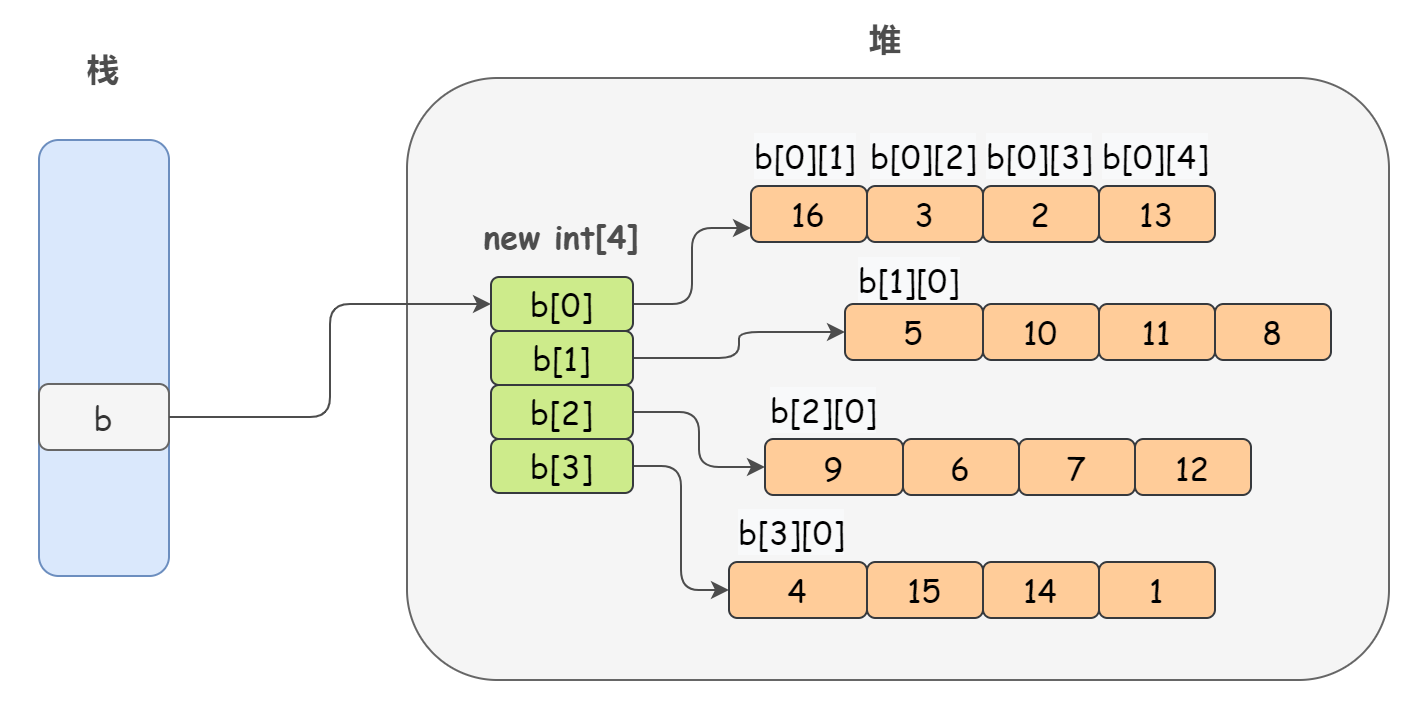 堆
栈
b[0][1] b[0][2] b[0][3] b[0][4]
16 3 2 13
new int[4]
b[0]
b[1][0]
5 10 11 8
b[1]
b[2][0]
b[2]
b
9 6 7 12
b[3]
b[3][0]
4 15 14 1